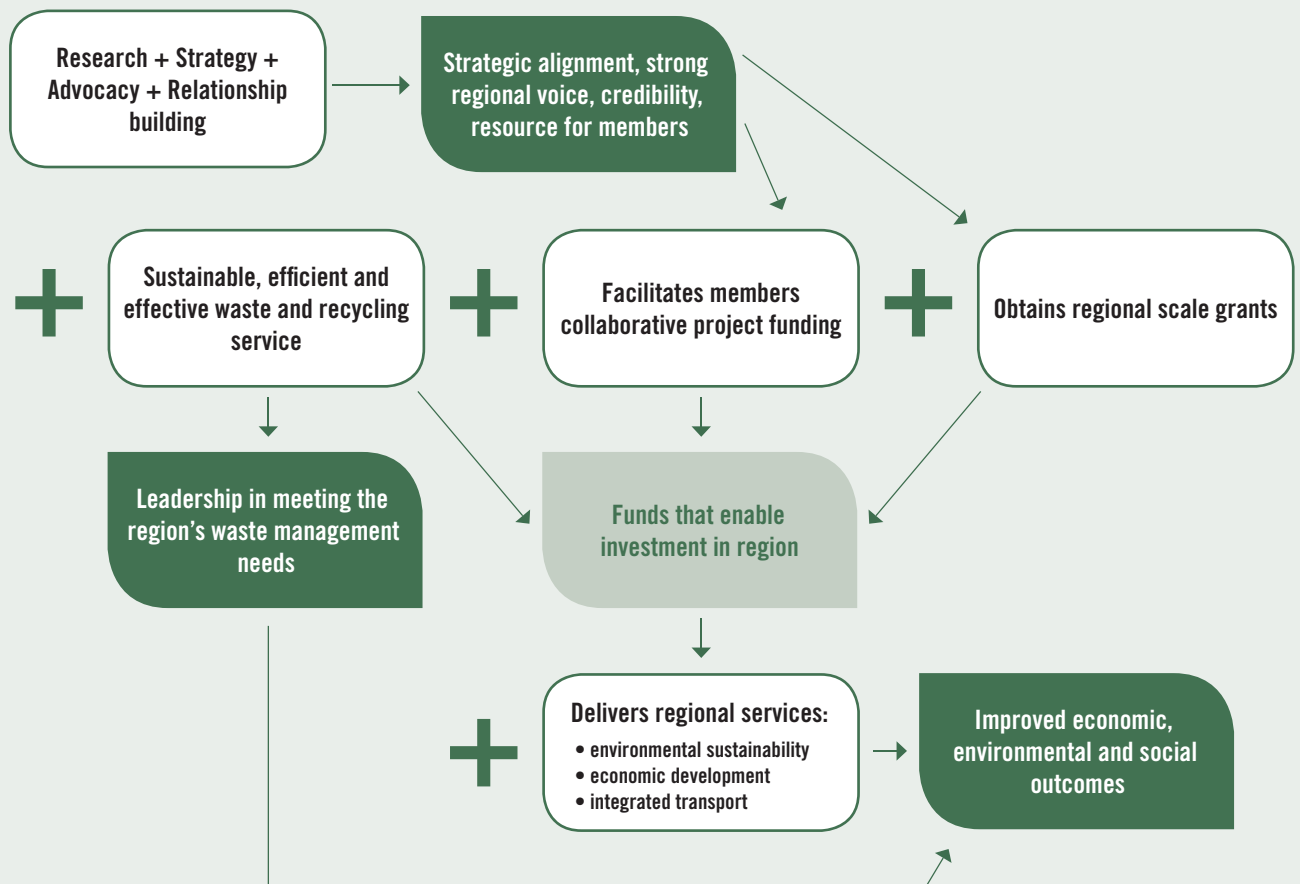 Research + Strategy +
Advocacy + Relationship
building
Strategic alignment, strong
regional voice, credibility,
resource for members
Sustainable, efficient and
effective waste and recycling
service
Facilitates members
collaborative project funding
Obtains regional scale grants
Leadership in meeting the
region’s waste management
needs
Funds that enable
investment in region
Delivers regional services:
• environmental sustainability
• economic development
• integrated transport
Improved economic,
environmental and social
outcomes